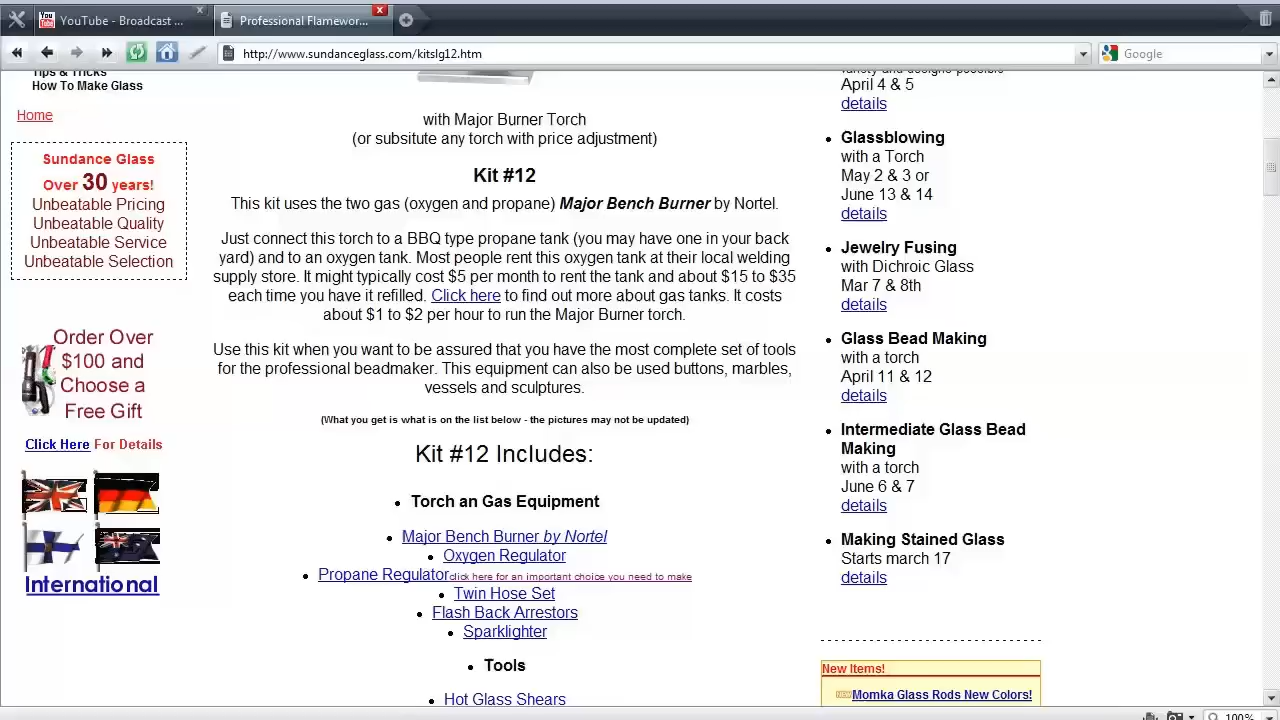 YouTube - Broadcast ...
Professional Flamewor...
http://www.sundanceglass.com/kitslg12.htm
Google
Tips & Tricks
How To Make Glass
Home
Sundance Glass
Over 30 years!
Unbeatable Pricing
Unbeatable Quality
Unbeatable Service
Unbeatable Selection
Order Over
$100 and
Choose a
Free Gift
Click Here For Details
International
with Major Burner Torch
(or subsitute any torch with price adjustment)
Kit #12
This kit uses the two gas (oxygen and propane) Major Bench Burner by Nortel.
Just connect this torch to a BBQ type propane tank (you may have one in your back
yard) and to an oxygen tank. Most people rent this oxygen tank at their local welding
supply store. It might typically cost $5 per month to rent the tank and about $15 to $35
each time you have it refilled. Click here to find out more about gas tanks. It costs
about $1 to $2 per hour to run the Major Burner torch.
Use this kit when you want to be assured that you have the most complete set of tools
for the professional beadmaker. This equipment can also be used buttons, marbles,
vessels and sculptures.
(What you get is what is on the list below - the pictures may not be updated)
Kit #12 Includes:
Torch an Gas Equipment
Major Bench Burner by Nortel
Oxygen Regulator
Propane Regulator click here for an important choice you need to make
Twin Hose Set
Flash Back Arrestors
Sparklighter
Tools
Hot Glass Shears
variety and designs possible
April 4 & 5
details
Glassblowing
with a Torch
May 2 & 3 or
June 13 & 14
details
Jewelry Fusing
with Dichroic Glass
Mar 7 & 8th
details
Glass Bead Making
with a torch
April 11 & 12
details
Intermediate Glass Bead
Making
with a torch
June 6 & 7
details
Making Stained Glass
Starts march 17
details
New Items!
Momka Glass Rods New Colors!
100%